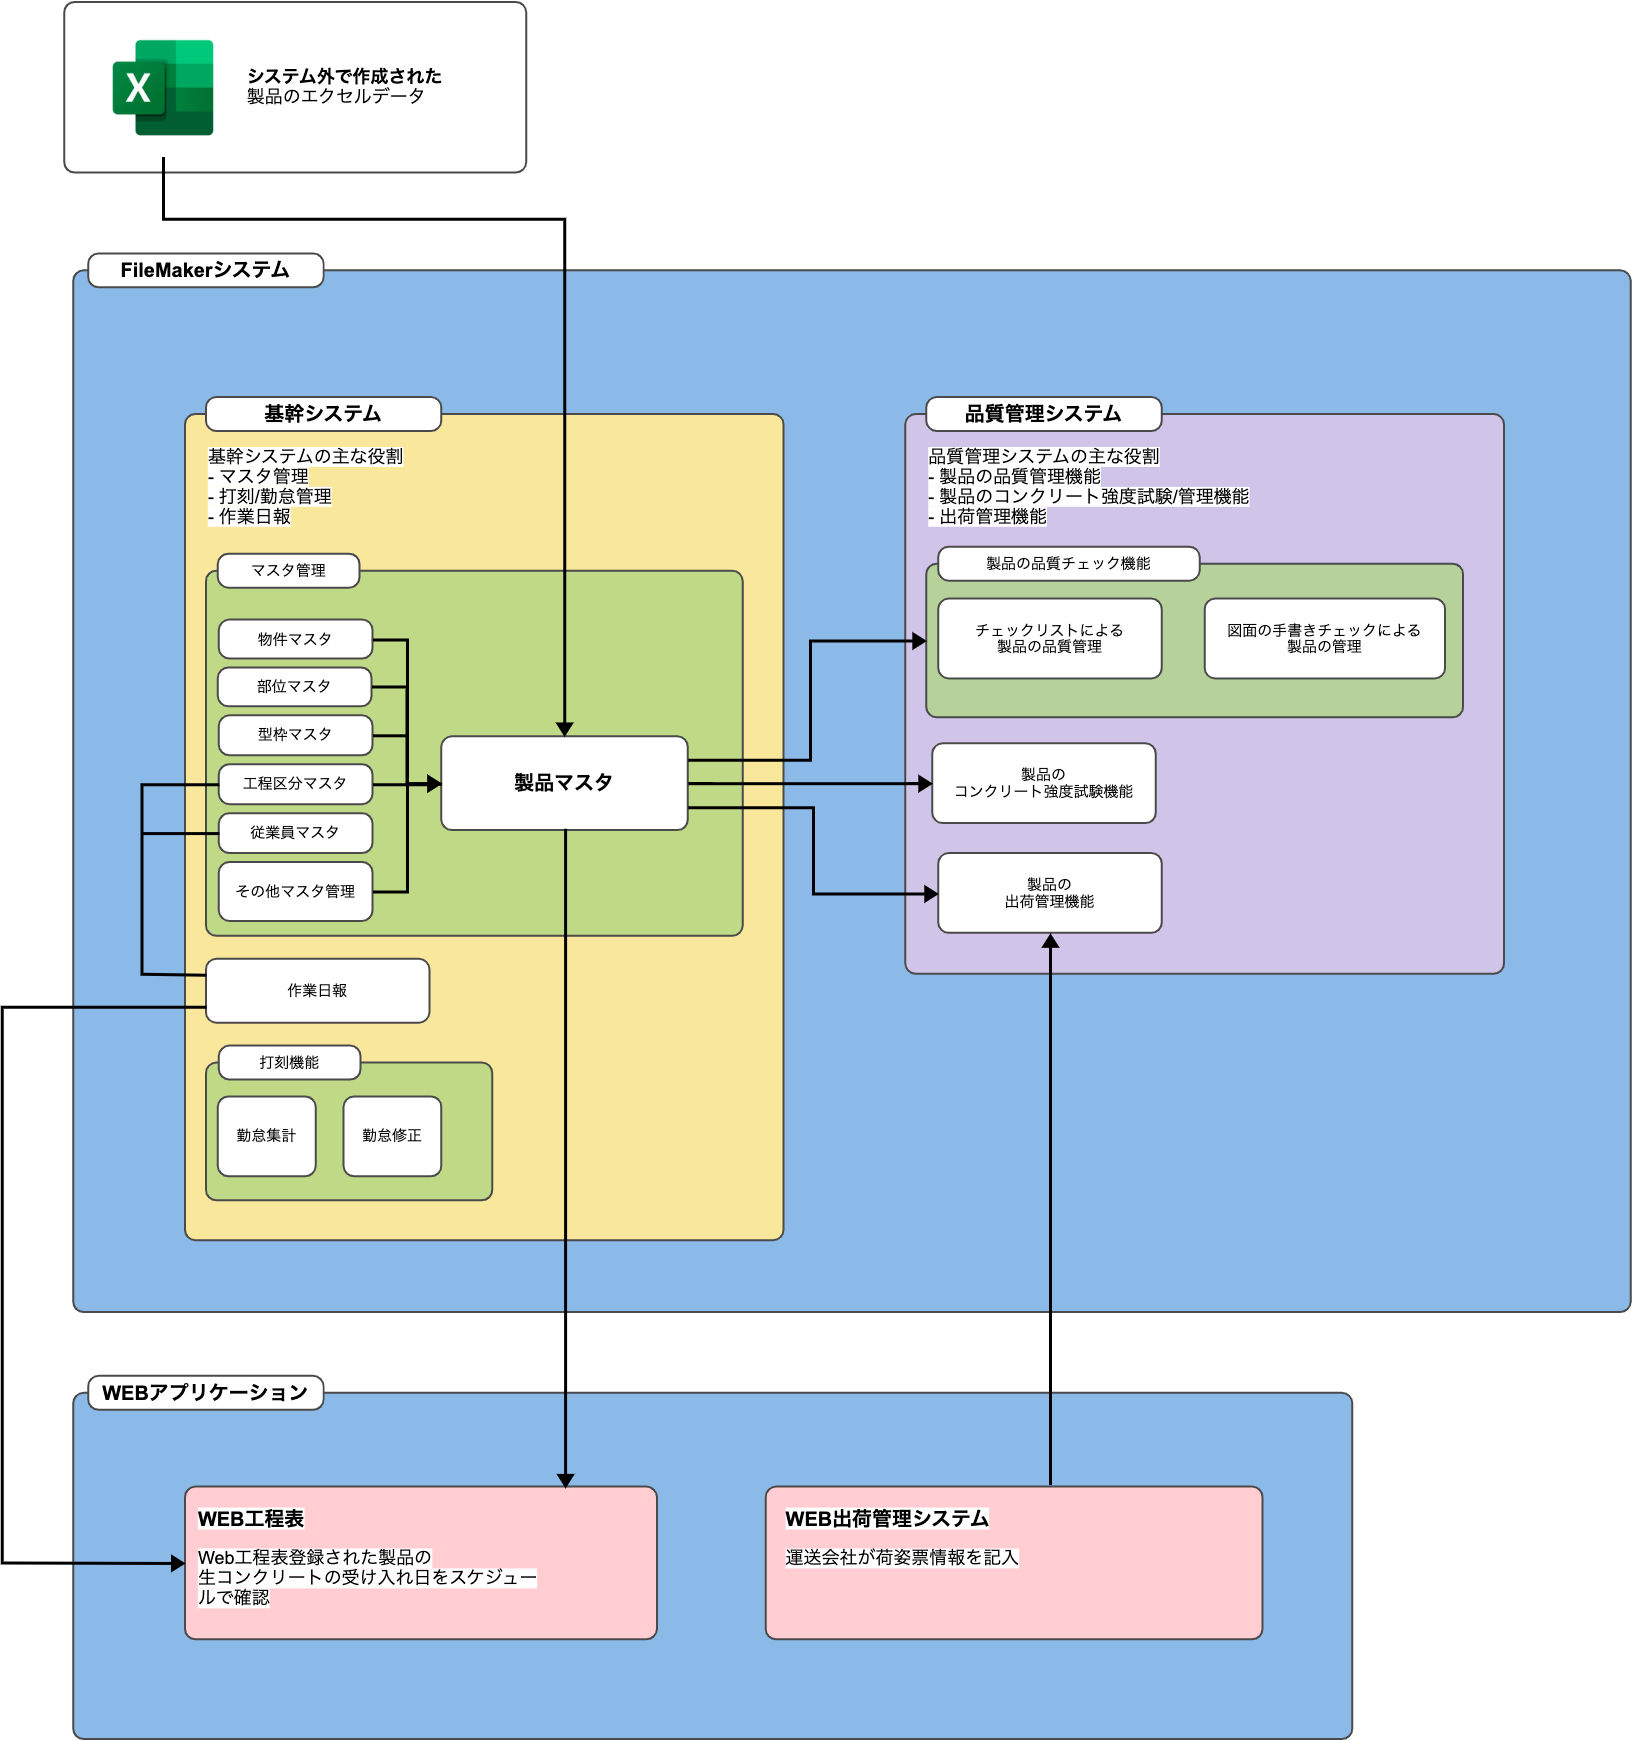 X
システム外で作成された
製品のエクセルデータ
FileMakerシステム
基幹システム
基幹システムの主な役割
- マスタ管理
- 打刻/勤怠管理
- 作業日報
マスタ管理
物件マスタ
部位マスタ
型枠マスタ
工程区分マスタ
従業員マスタ
その他マスタ管理
製品マスタ
作業日報
打刻機能
勤怠集計
勤怠修正
品質管理システム
品質管理システムの主な役割
- 製品の品質管理機能
- 製品のコンクリート強度試験/管理機能
- 出荷管理機能
製品の品質チェック機能
チェックリストによる
製品の品質管理
図面の手書きチェックによる
製品の管理
製品の
コンクリート強度試験機能
製品の
出荷管理機能
WEBアプリケーション
WEB工程表
Web工程表登録された製品の
生コンクリートの受け入れ日をスケジュー
ルで確認
WEB出荷管理システム
運送会社が荷姿票情報を記入